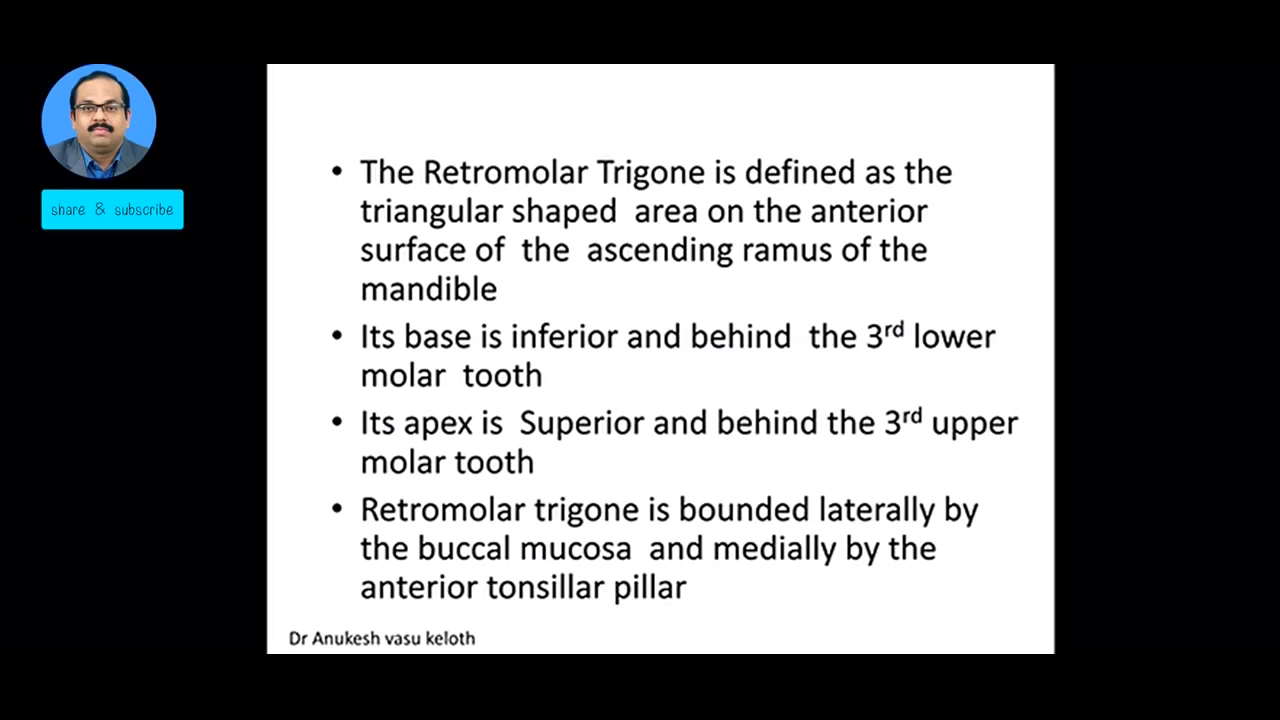 share & subscribe
• The Retromolar Trigone is defined as the
triangular shaped area on the anterior
surface of the ascending ramus of the
mandible
• Its base is inferior and behind the 3rd lower
molar tooth
• Its apex is Superior and behind the 3rd upper
molar tooth
• Retromolar trigone is bounded laterally by
the buccal mucosa and medially by the
anterior tonsillar pillar
Dr Anukesh vasu keloth